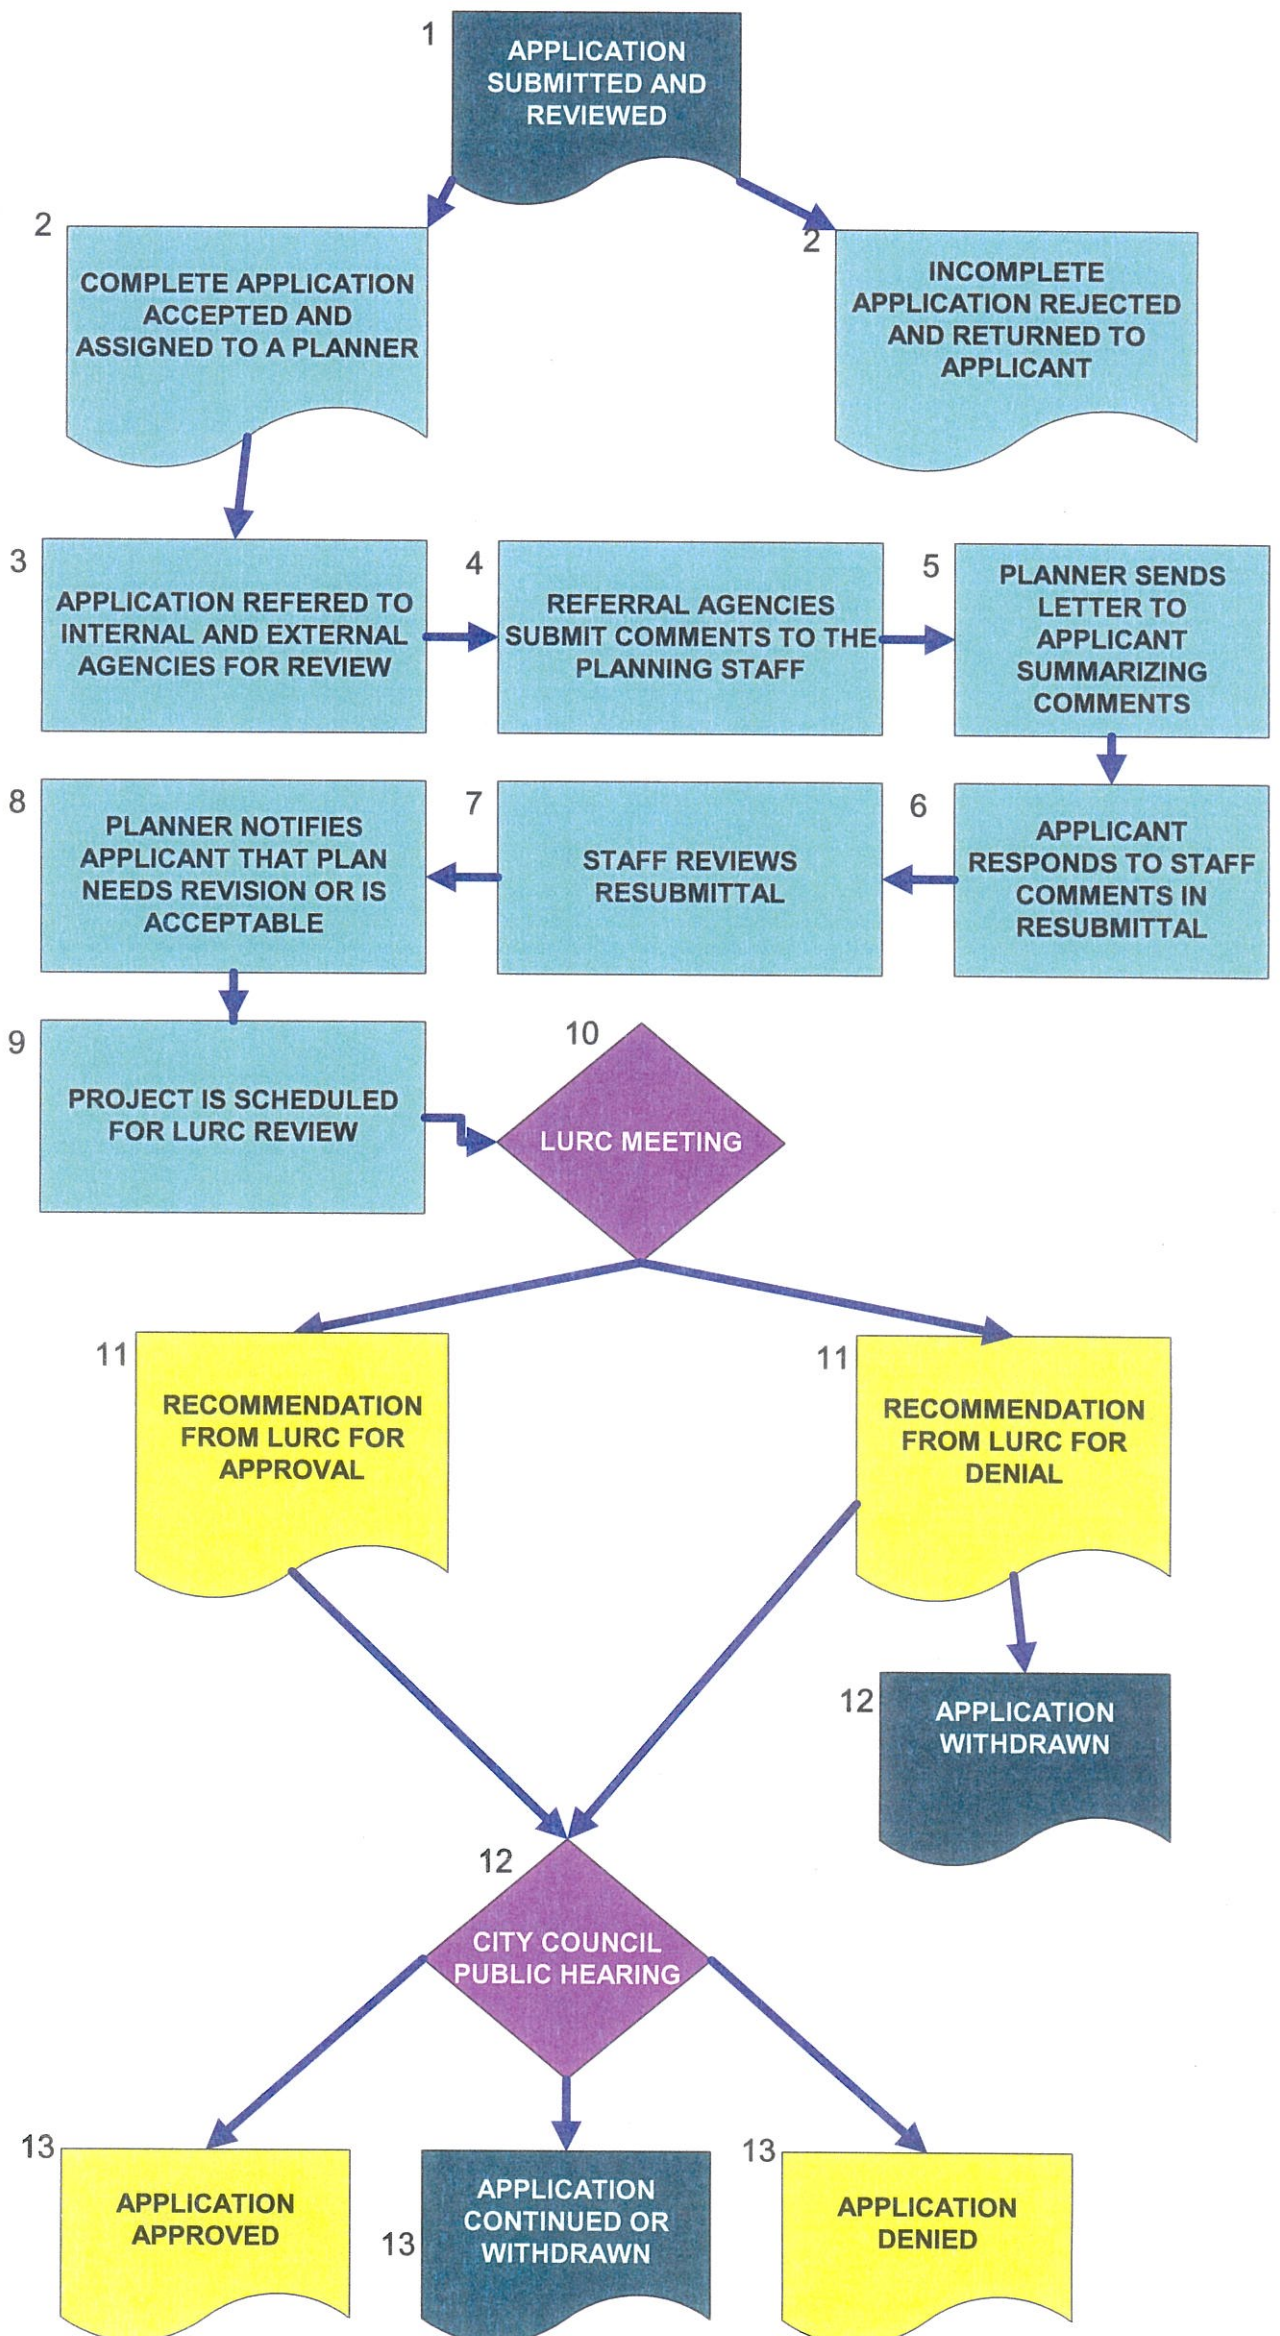 1
APPLICATION
SUBMITTED AND
REVIEWED
2
COMPLETE APPLICATION
ACCEPTED AND
ASSIGNED TO A PLANNER
2
INCOMPLETE
APPLICATION REJECTED
AND RETURNED TO
APPLICANT
3
APPLICATION REFERED TO
INTERNAL AND EXTERNAL
AGENCIES FOR REVIEW
4
REFERRAL AGENCIES
SUBMIT COMMENTS TO THE
PLANNING STAFF
5
PLANNER SENDS
LETTER TO
APPLICANT
SUMMARIZING
COMMENTS
6
APPLICANT
RESPONDS TO STAFF
COMMENTS IN
RESUBMITTAL
7
STAFF REVIEWS
RESUBMITTAL
8
PLANNER NOTIFIES
APPLICANT THAT PLAN
NEEDS REVISION OR IS
ACCEPTABLE
9
PROJECT IS SCHEDULED
FOR LURC REVIEW
10
LURC MEETING
11
RECOMMENDATION
FROM LURC FOR
APPROVAL
11
RECOMMENDATION
FROM LURC FOR
DENIAL
12
APPLICATION
WITHDRAWN
12
CITY COUNCIL
PUBLIC HEARING
13
APPLICATION
APPROVED
13
APPLICATION
CONTINUED OR
WITHDRAWN
13
APPLICATION
DENIED